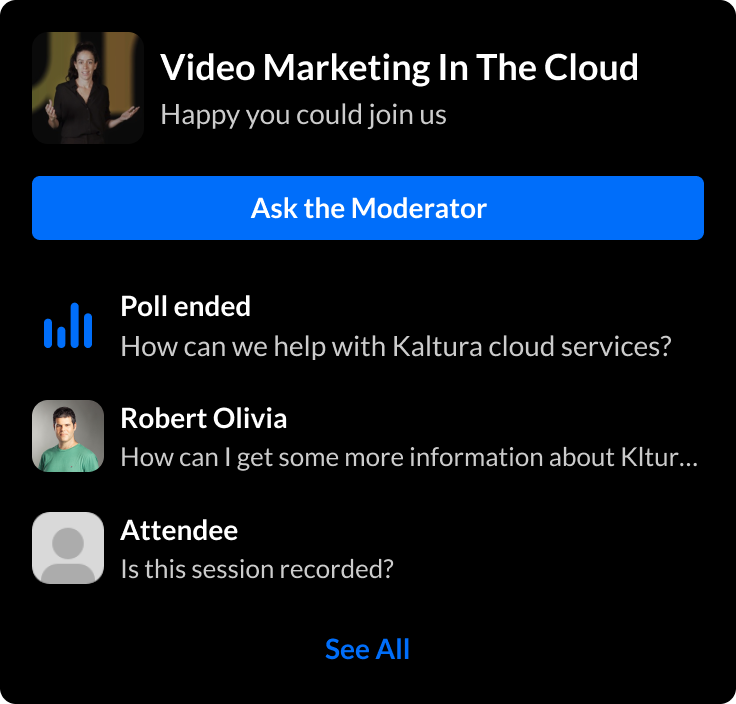 Video Marketing In The Cloud
Happy you could join us
Ask the Moderator
Poll ended
How can we help with Kaltura cloud services?
Robert Olivia
How can I get some more information about Kltur...
Attendee
Is this session recorded?
See All